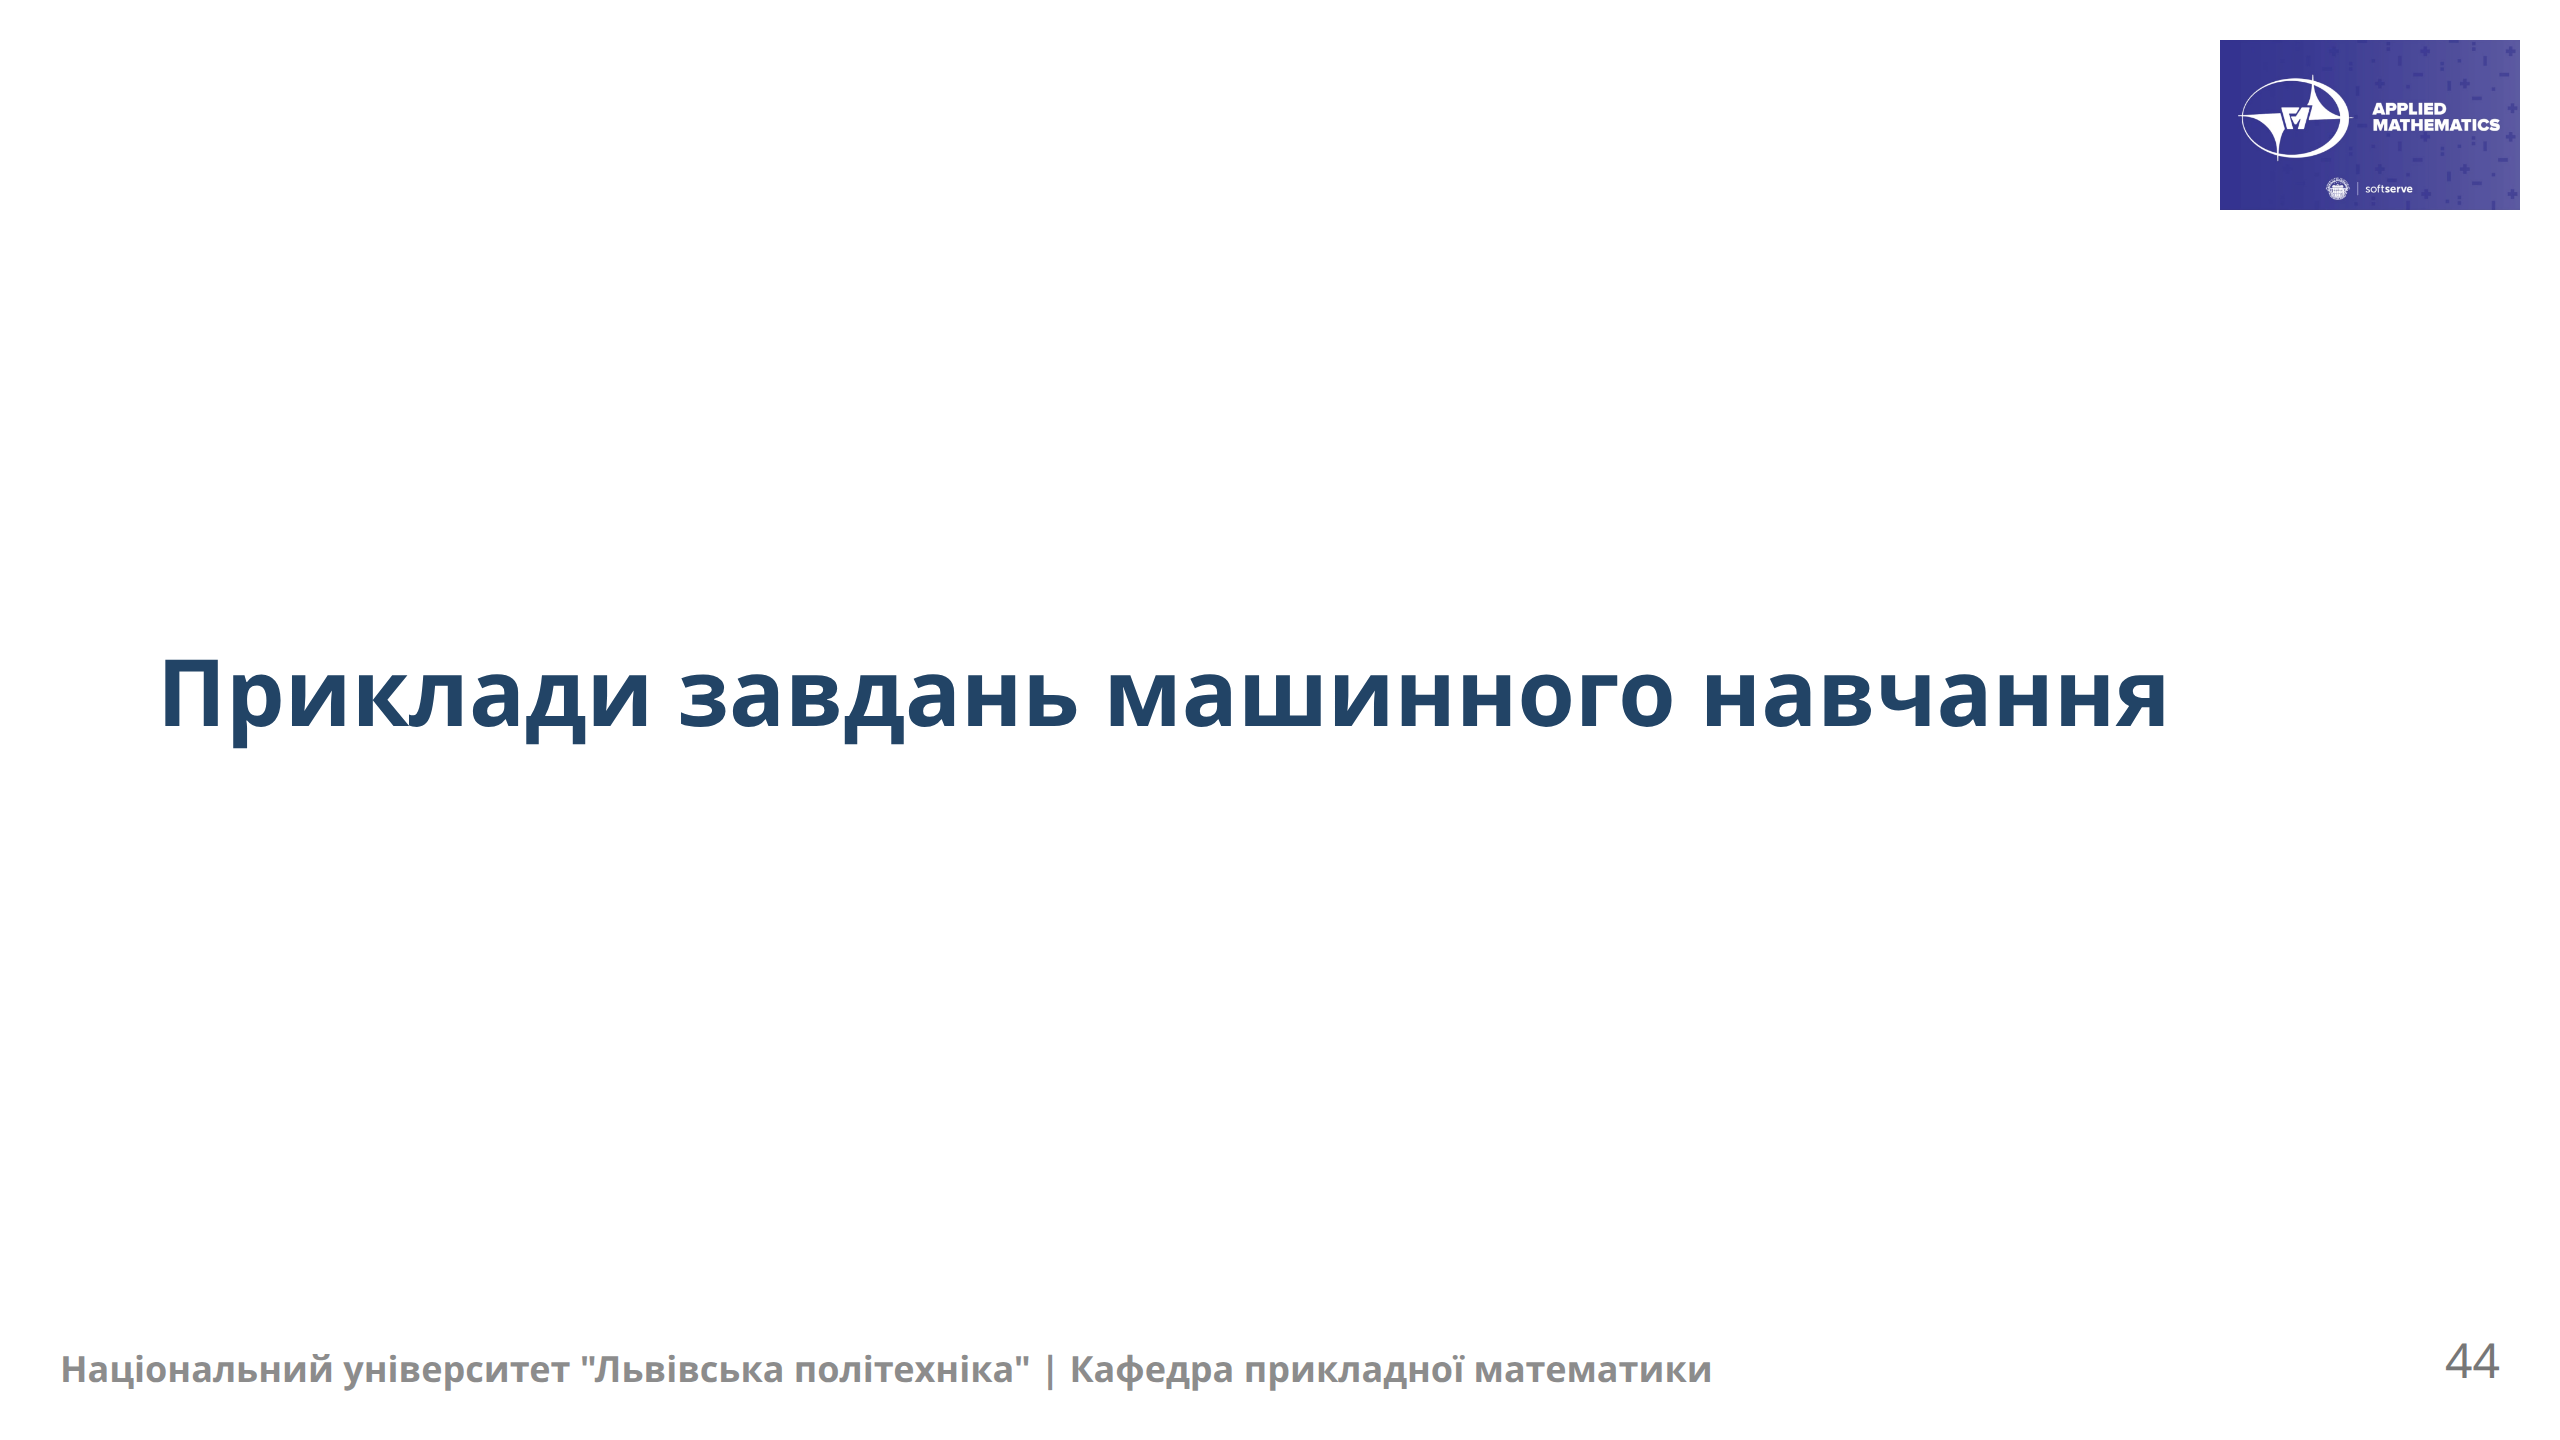 APPLIED
MATHEMATICS
softserve
Приклади завдань машинного навчання
Національний університет "Львівська політехніка" | Кафедра прикладної математики
44